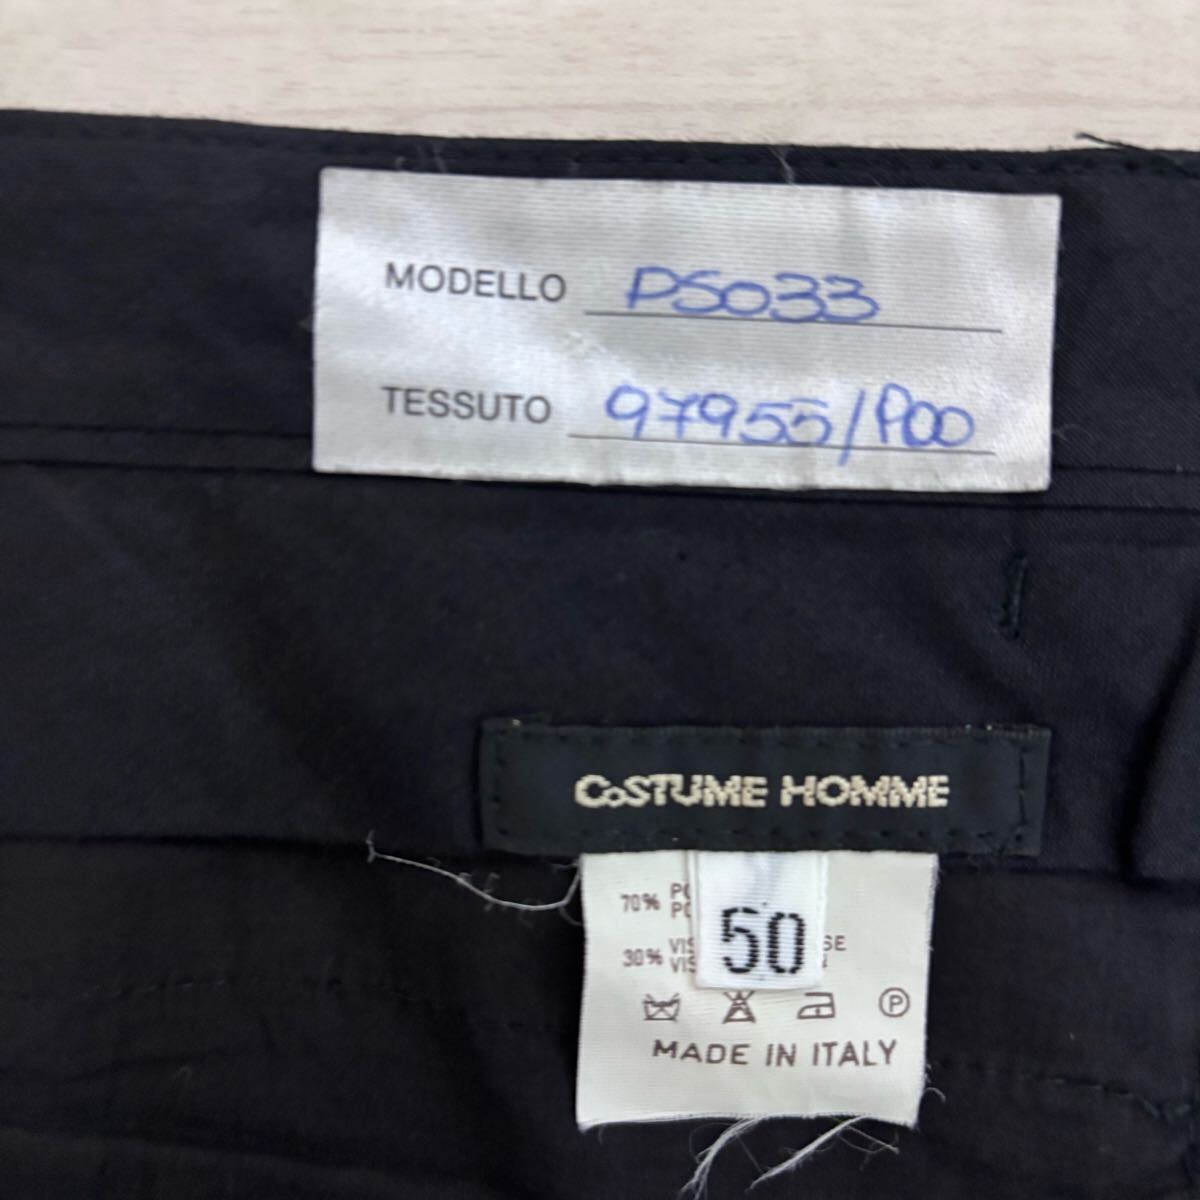 MODELLO PS033
TESSUTO 97955/P00
CoSTUME HOMME
50
70%
30%
P
MADE IN ITALY